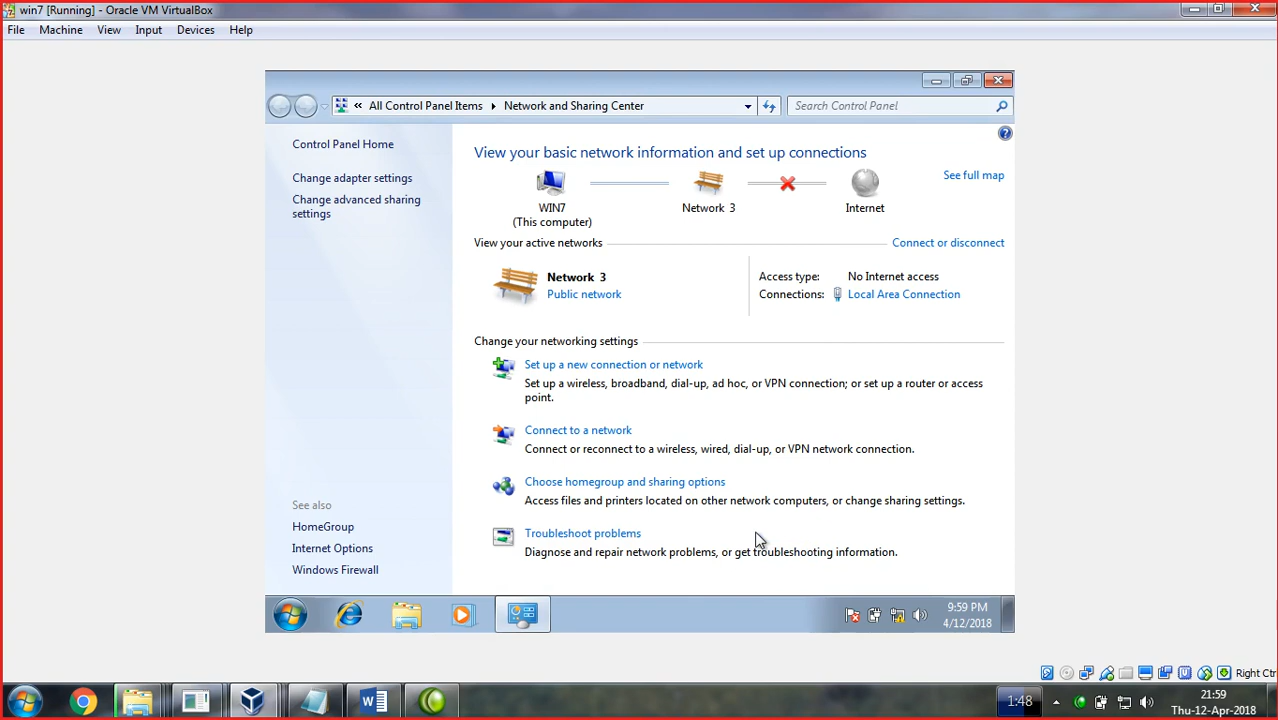 win7 [Running] - Oracle VM VirtualBox
File Machine View Input Devices Help
« All Control Panel Items Network and Sharing Center Search Control Panel
Control Panel Home
Change adapter settings
Change advanced sharing
settings
View your basic network information and set up connections
See full map
WIN7 Network 3 Internet
(This computer)
View your active networks Connect or disconnect
Network 3
Public network
Access type: No Internet access
Connections: Local Area Connection
Change your networking settings
Set up a new connection or network
Set up a wireless, broadband, dial-up, ad hoc, or VPN connection; or set up a router or access
point.
Connect to a network
Connect or reconnect to a wireless, wired, dial-up, or VPN network connection.
Choose homegroup and sharing options
Access files and printers located on other network computers, or change sharing settings.
Troubleshoot problems
Diagnose and repair network problems, or get troubleshooting information.
See also
HomeGroup
Internet Options
Windows Firewall
9:59 PM
4/12/2018
Right Ctr
1:48
21:59
Thu-12-Apr-2018